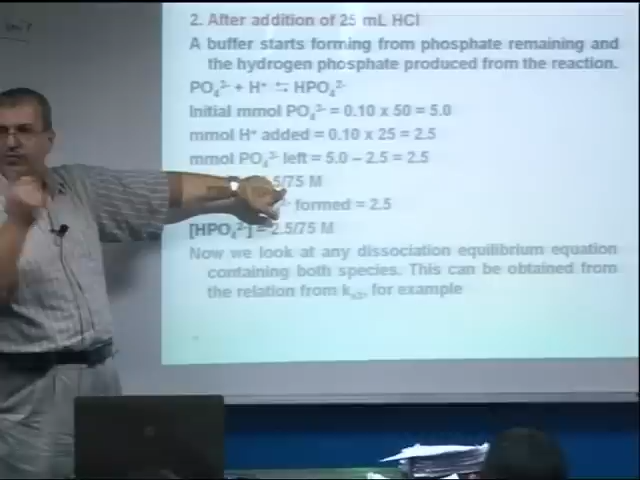 2. After addition of 25 mL HCl
A buffer starts forming from phosphate remaining and
the hydrogen phosphate produced from the reaction.
PO₄³⁻ + H⁺ ⇆ HPO₄²⁻
Initial mmol PO₄³⁻ = 0.10 x 50 = 5.0
mmol H⁺ added = 0.10 x 25 = 2.5
mmol PO₄³⁻ left = 5.0 – 2.5 = 2.5
5/75 M
formed = 2.5
[HPO₄²⁻] = 2.5/75 M
Now we look at any dissociation equilibrium equation
containing both species. This can be obtained from
the relation from kₐ₃, for example